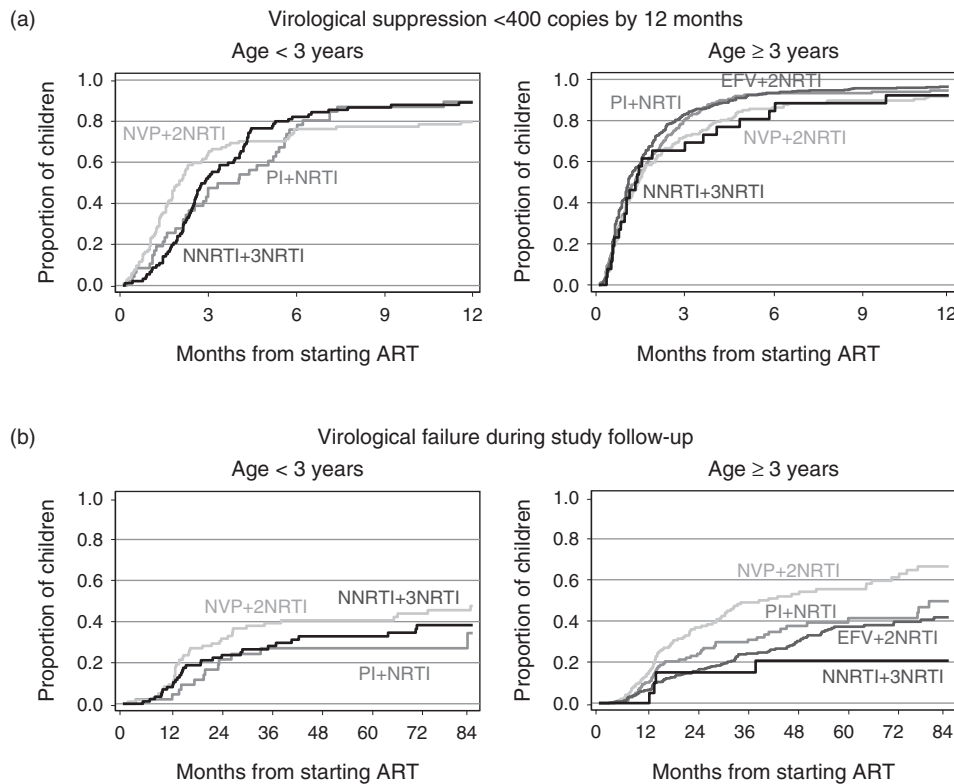 (a)
Virological suppression <400 copies by 12 months
Age < 3 years
Proportion of children
1.0
0.8
0.6
0.4
0.2
0.0
NVP+2NRTI
PI+NRTI
NNRTI+3NRTI
0 3 6 9 12
Months from starting ART
Age ≥ 3 years
Proportion of children
1.0
0.8
0.6
0.4
0.2
0.0
EFV+2NRTI
PI+NRTI
NVP+2NRTI
NNRTI+3NRTI
0 3 6 9 12
Months from starting ART
(b)
Virological failure during study follow-up
Age < 3 years
Proportion of children
1.0
0.8
0.6
0.4
0.2
0.0
NVP+2NRTI
NNRTI+3NRTI
PI+NRTI
0 12 24 36 48 60 72 84
Months from starting ART
Age ≥ 3 years
Proportion of children
1.0
0.8
0.6
0.4
0.2
0.0
NVP+2NRTI
PI+NRTI
EFV+2NRTI
NNRTI+3NRTI
0 12 24 36 48 60 72 84
Months from starting ART